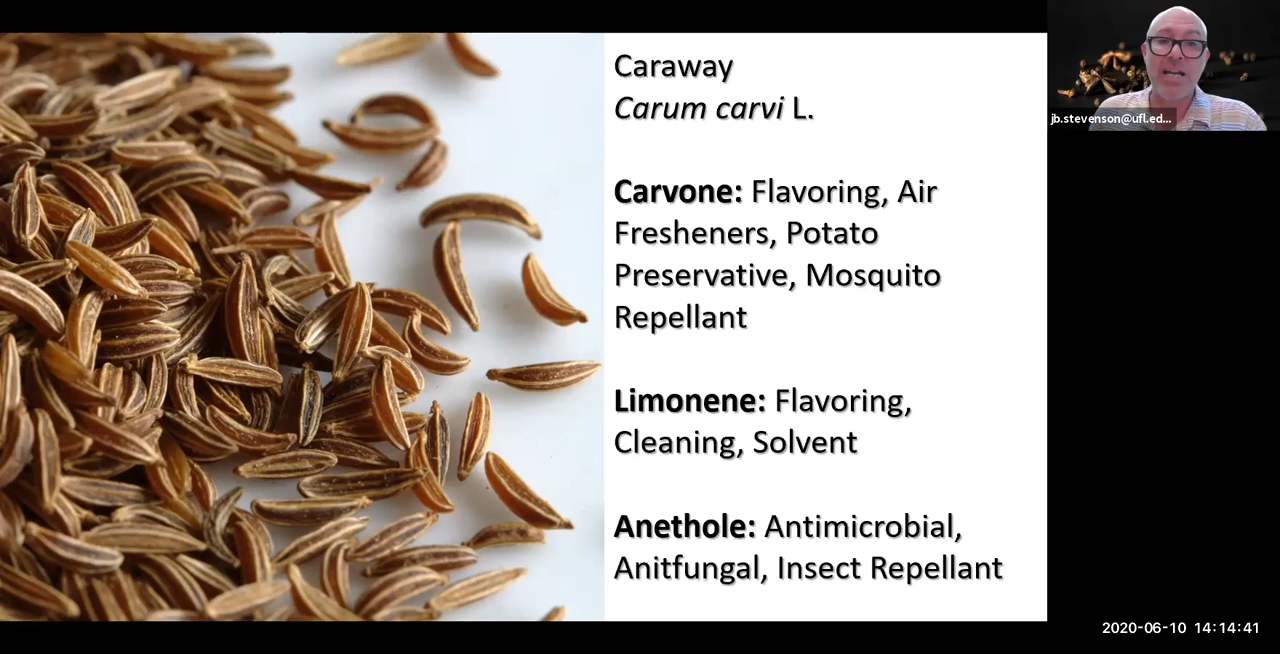 Caraway
Carum carvi L.
Carvone: Flavoring, Air
Fresheners, Potato
Preservative, Mosquito
Repellant
Limonene: Flavoring,
Cleaning, Solvent
Anethole: Antimicrobial,
Anitfungal, Insect Repellant
jb.stevenson@ufl.ed...
2020-06-10 14:14:41